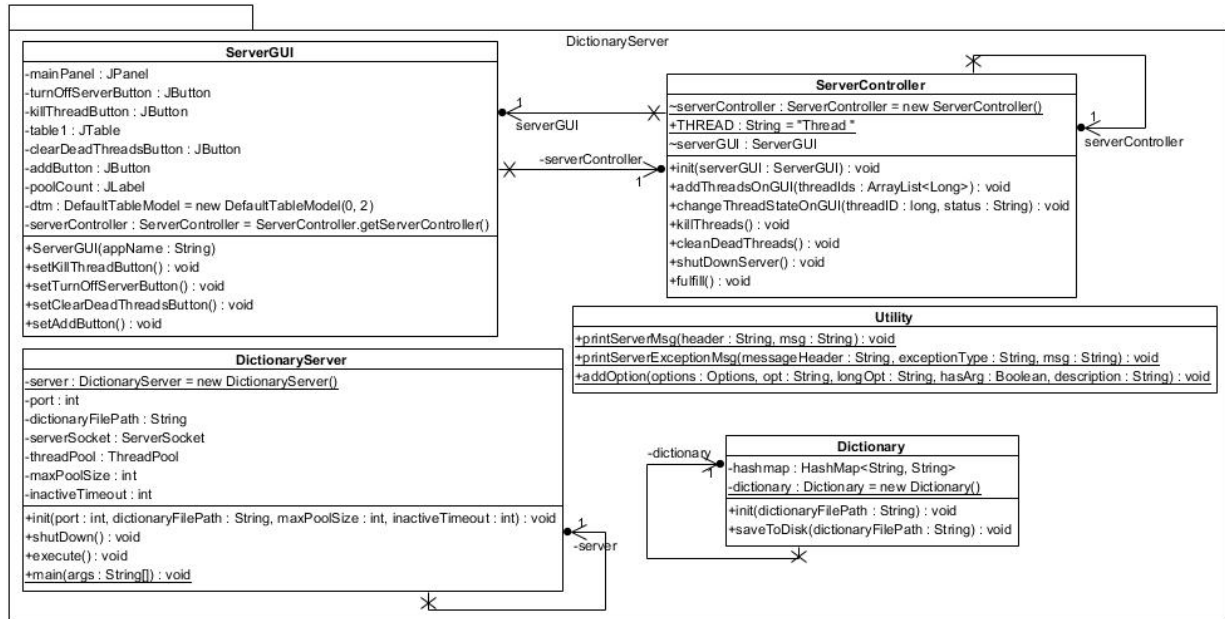 DictionaryServer
ServerGUI
-mainPanel : JPanel
-turnOffServerButton : JButton
-killThreadButton : JButton
-table1 : JTable
-clearDeadThreadsButton : JButton
-addButton : JButton
-poolCount : JLabel
-dtm : DefaultTableModel = new DefaultTableModel(0, 2)
-serverController : ServerController = ServerController.getServerController()
+ServerGUI(appName : String)
+setKillThreadButton() : void
+setTurnOffServerButton() : void
+setClearDeadThreadsButton() : void
+setAddButton() : void
1
serverGUI
-serverController
1
ServerController
~serverController : ServerController = new ServerController()
+THREAD : String = "Thread "
~serverGUI : ServerGUI
+init(serverGUI : ServerGUI) : void
+addThreadsOnGUI(threadIds : ArrayList<Long>) : void
+changeThreadStateOnGUI(threadID : long, status : String) : void
+killThreads() : void
+cleanDeadThreads() : void
+shutDownServer() : void
+fulfill() : void
1
serverController
Utility
+printServerMsg(header : String, msg : String) : void
+printServerExceptionMsg(messageHeader : String, exceptionType : String, msg : String) : void
+addOption(options : Options, opt : String, longOpt : String, hasArg : Boolean, description : String) : void
DictionaryServer
-server : DictionaryServer = new DictionaryServer()
-port : int
-dictionaryFilePath : String
-serverSocket : ServerSocket
-threadPool : ThreadPool
-maxPoolSize : int
-inactiveTimeout : int
+init(port : int, dictionaryFilePath : String, maxPoolSize : int, inactiveTimeout : int) : void
+shutDown() : void
+execute() : void
+main(args : String[]) : void
1
-server
-dictionary
1
Dictionary
-hashmap : HashMap<String, String>
-dictionary : Dictionary = new Dictionary()
+init(dictionaryFilePath : String) : void
+saveToDisk(dictionaryFilePath : String) : void